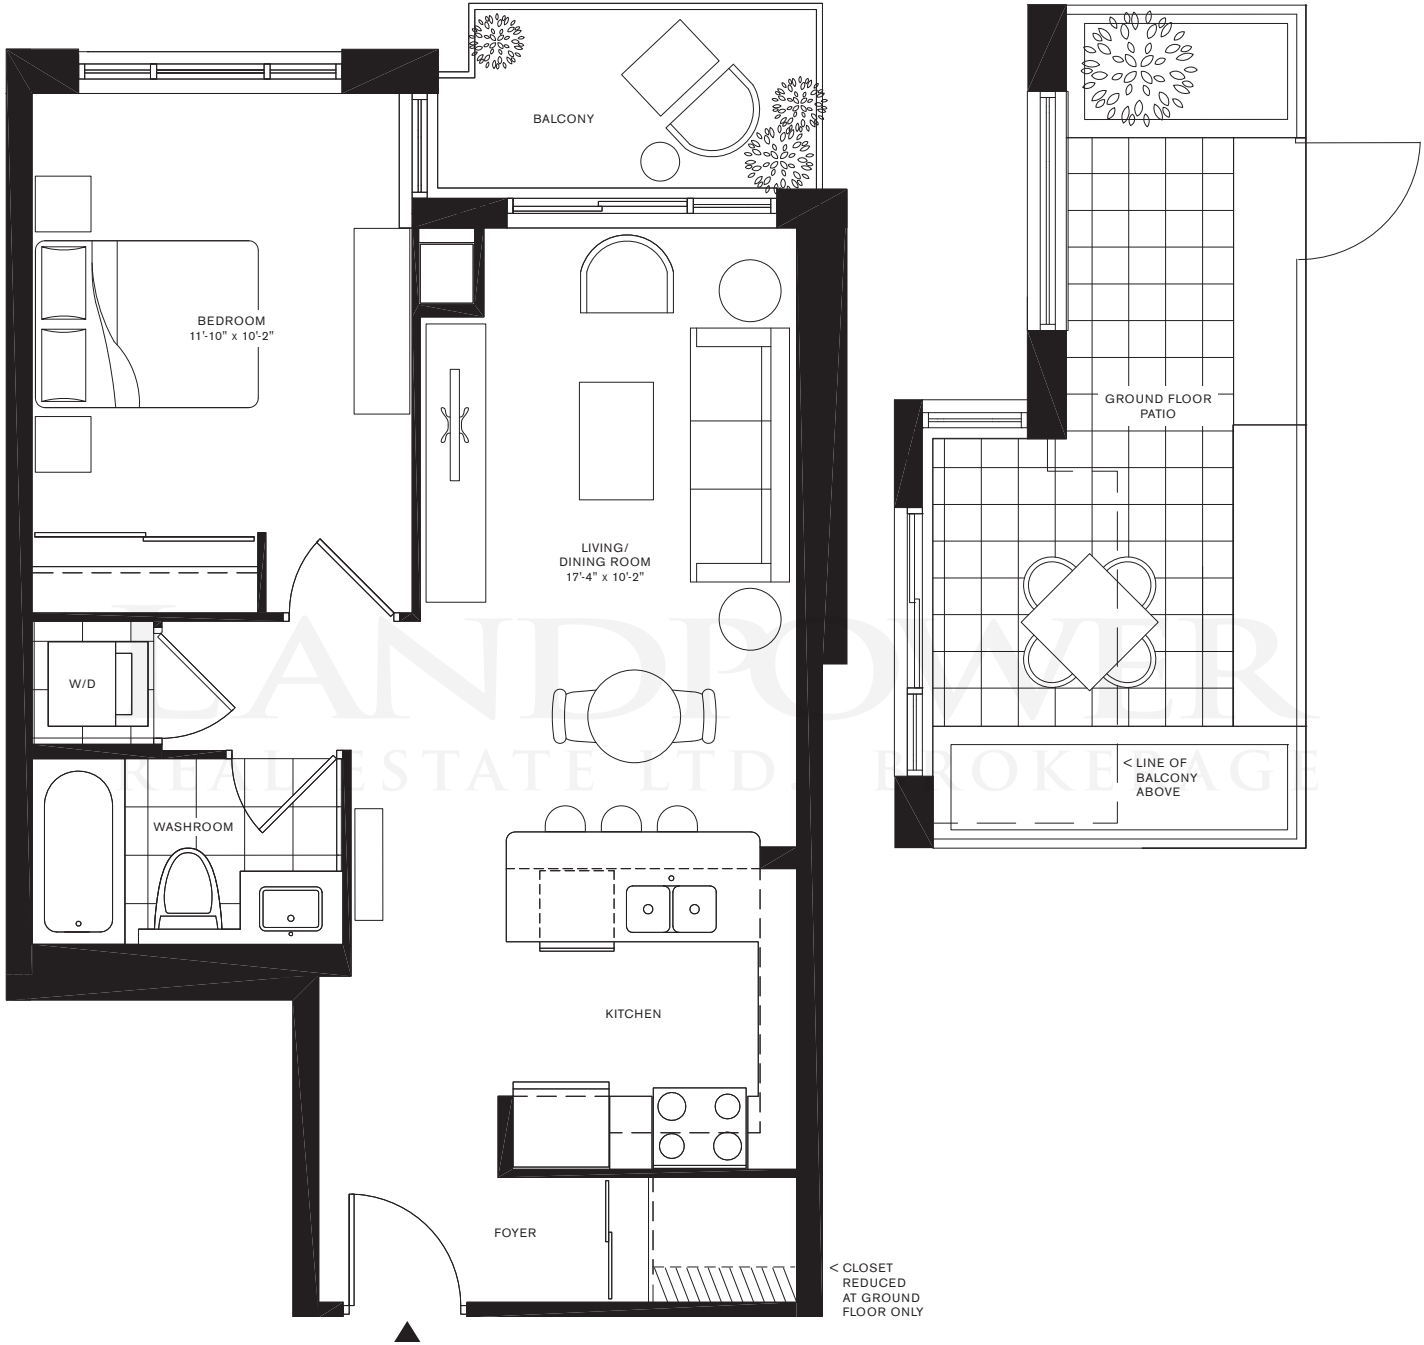 BALCONY
BEDROOM
11'-10" x 10'-2"
GROUND FLOOR
PATIO
LIVING/
DINING ROOM
17'-4" x 10'-2"
LANDPOWER
REAL ESTATE LTD. BROKERAGE
W/D
< LINE OF
BALCONY
ABOVE
WASHROOM
KITCHEN
FOYER
< CLOSET
REDUCED
AT GROUND
FLOOR ONLY